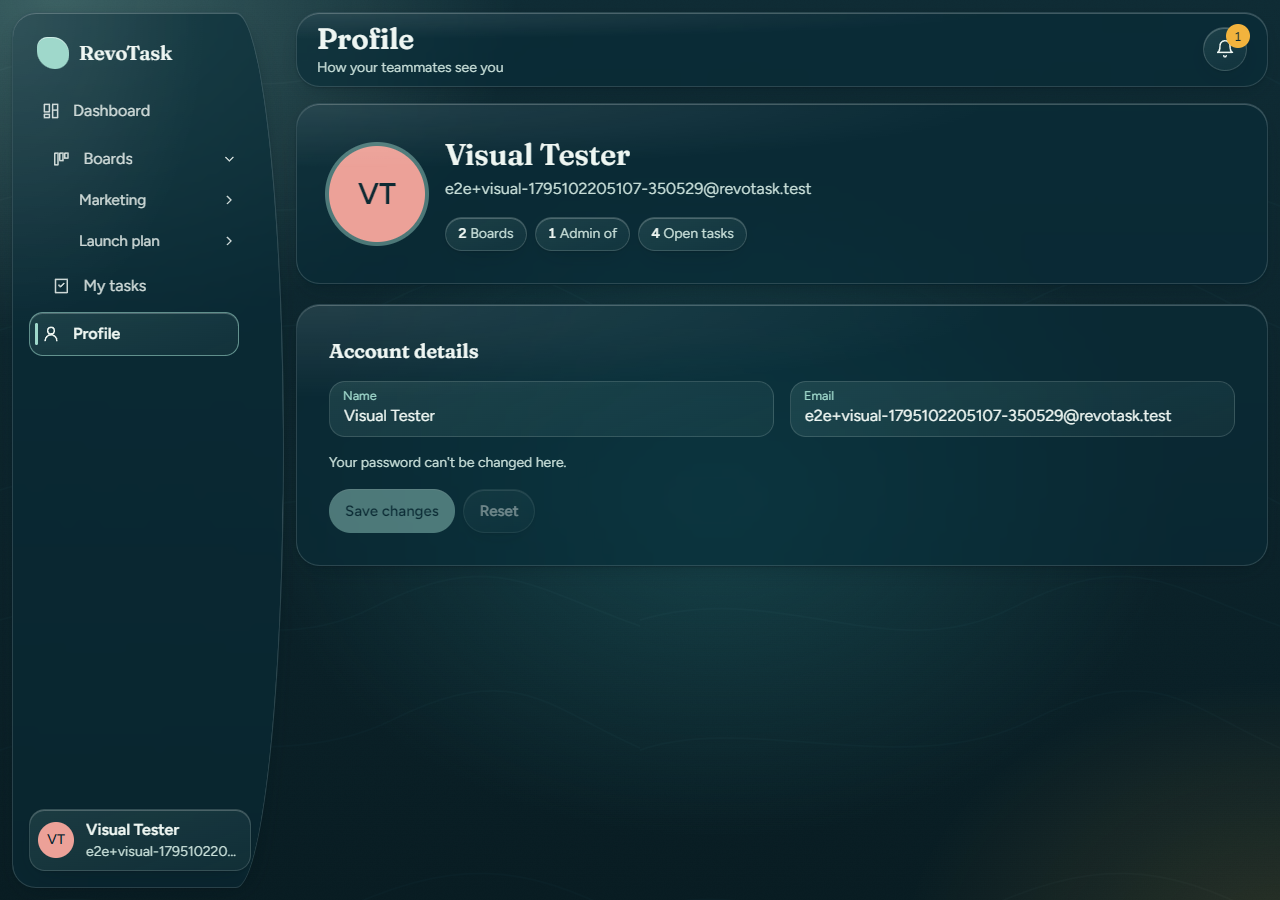 RevoTask
Dashboard
Boards
Marketing
Launch plan
My tasks
Profile
VT
Visual Tester
e2e+visual-179510220...
Profile
How your teammates see you
1
VT
Visual Tester
e2e+visual-1795102205107-350529@revotask.test
2 Boards
1 Admin of
4 Open tasks
Account details
Name
Visual Tester
Email
e2e+visual-1795102205107-350529@revotask.test
Your password can't be changed here.
Save changes
Reset